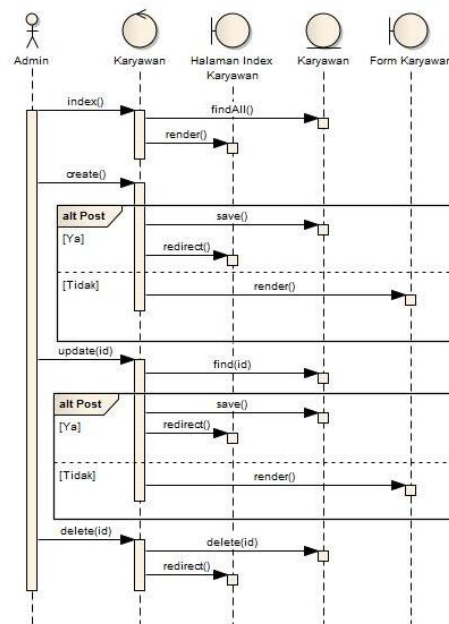 Admin
Karyawan
Halaman Index
Karyawan
Karyawan
Form Karyawan
index()
findAll()
render()
create()
alt Post
save()
[Ya]
redirect()
[Tidak]
render()
update(id)
find(id)
alt Post
save()
[Ya]
redirect()
[Tidak]
render()
delete(id)
delete(id)
redirect()